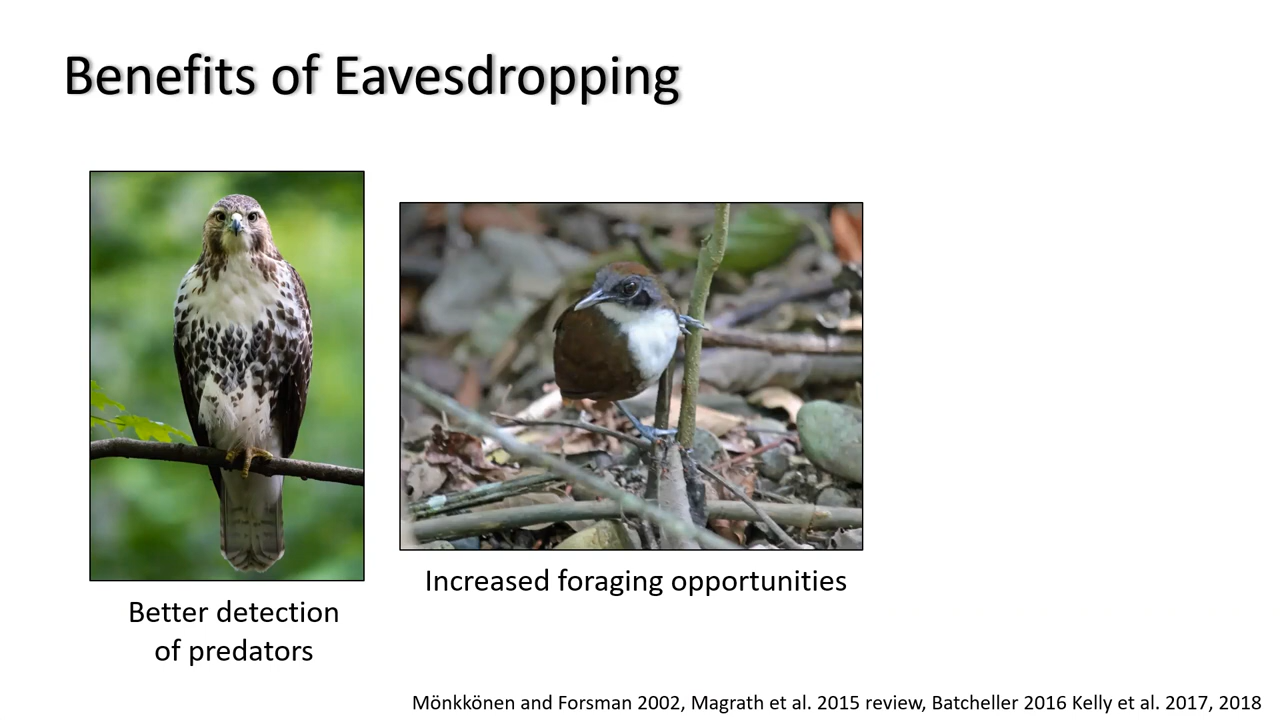 Benefits of Eavesdropping
Better detection
of predators
Increased foraging opportunities
Mönkkönen and Forsman 2002, Magrath et al. 2015 review, Batcheller 2016 Kelly et al. 2017, 2018